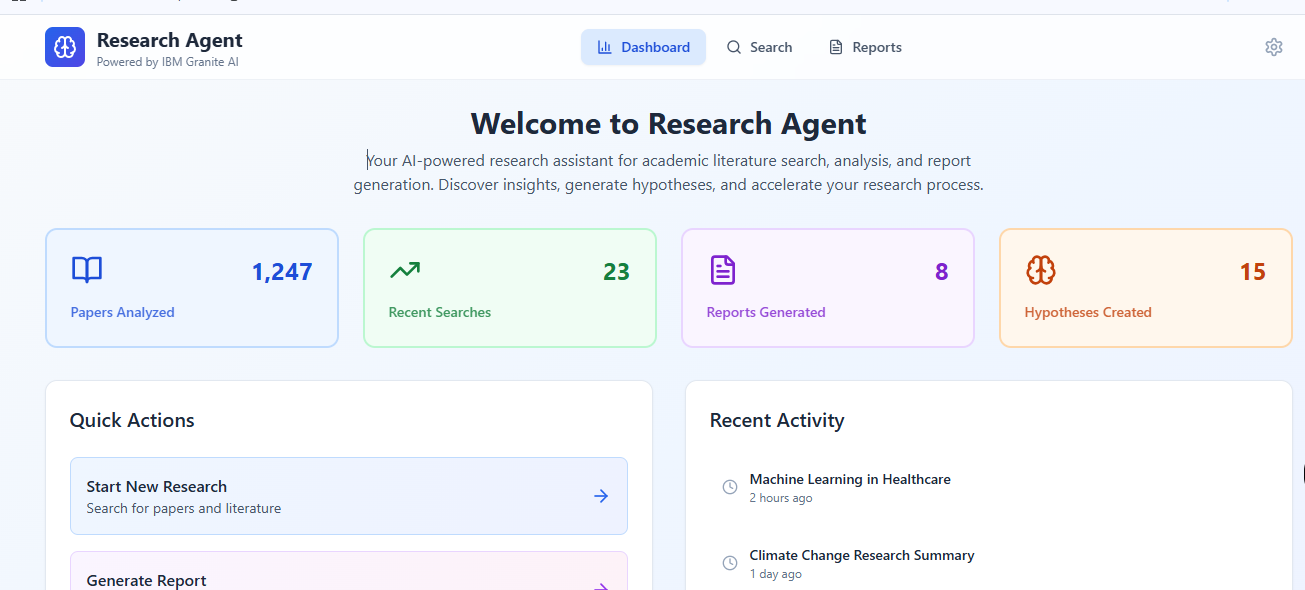 Research Agent
Powered by IBM Granite AI
Dashboard
Search
Reports
Welcome to Research Agent
Your AI-powered research assistant for academic literature search, analysis, and report
generation. Discover insights, generate hypotheses, and accelerate your research process.
1,247
Papers Analyzed
23
Recent Searches
8
Reports Generated
15
Hypotheses Created
Quick Actions
Start New Research
Search for papers and literature
Generate Report
Recent Activity
Machine Learning in Healthcare
2 hours ago
Climate Change Research Summary
1 day ago